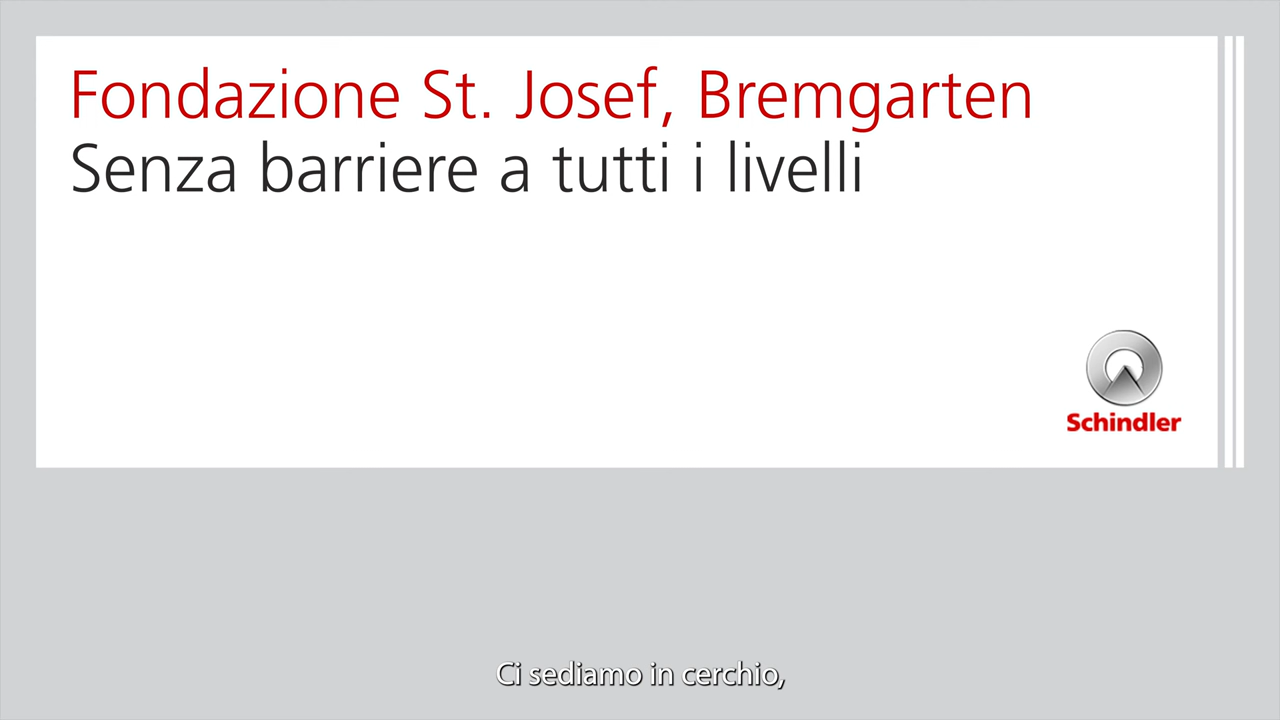 Fondazione St. Josef, Bremgarten
Senza barriere a tutti i livelli
Schindler
Ci sediamo in cerchio,